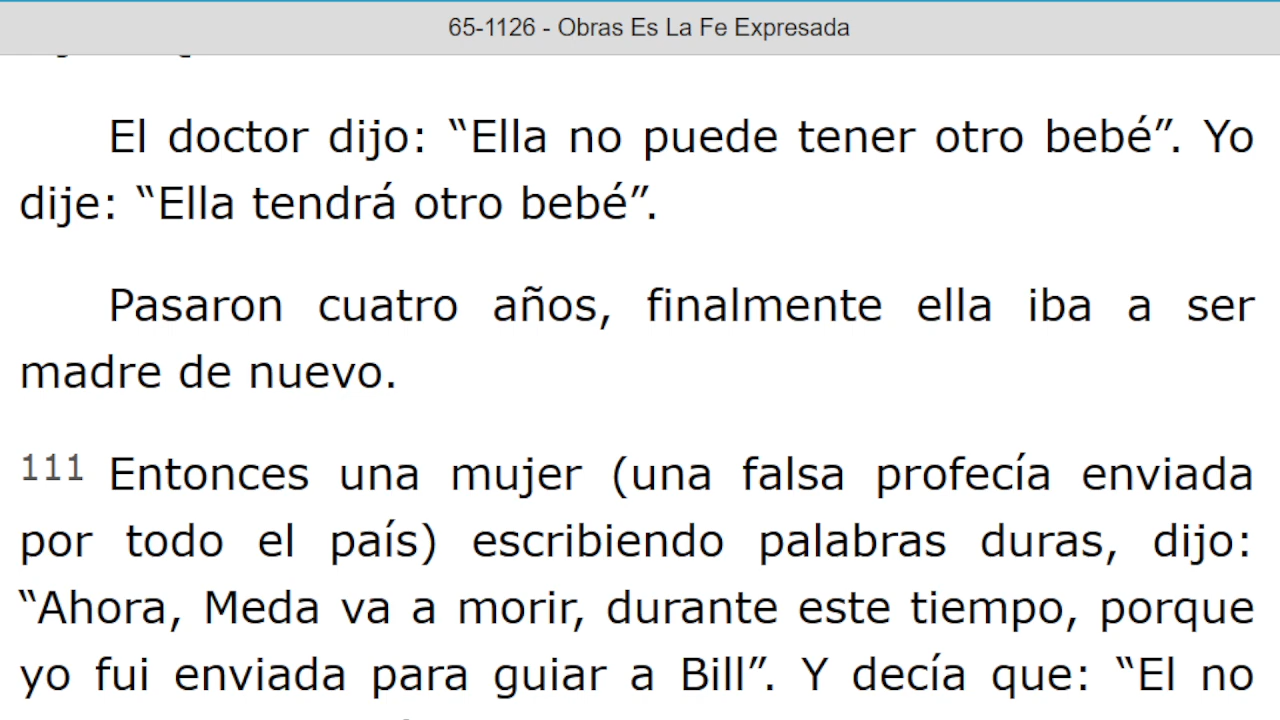 65-1126 - Obras Es La Fe Expresada
El doctor dijo: “Ella no puede tener otro bebé”. Yo
dije: “Ella tendrá otro bebé”.
Pasaron cuatro años, finalmente ella iba a ser
madre de nuevo.
111 Entonces una mujer (una falsa profecía enviada
por todo el país) escribiendo palabras duras, dijo:
“Ahora, Meda va a morir, durante este tiempo, porque
yo fui enviada para guiar a Bill”. Y decía que: “El no